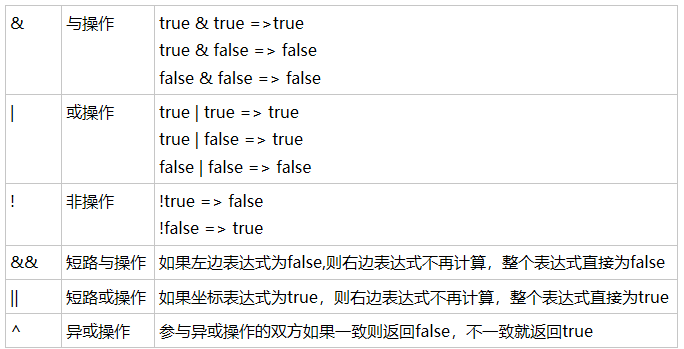 & 与操作 true & true =>true
true & false => false
false & false => false
| 或操作 true | true => true
true | false => true
false | false => false
! 非操作 !true => false
!false => true
&& 短路与操作 如果左边表达式为false,则右边表达式不再计算，整个表达式直接为false
|| 短路或操作 如果坐标表达式为true，则右边表达式不再计算，整个表达式直接为true
^ 异或操作 参与异或操作的双方如果一致则返回false，不一致就返回true